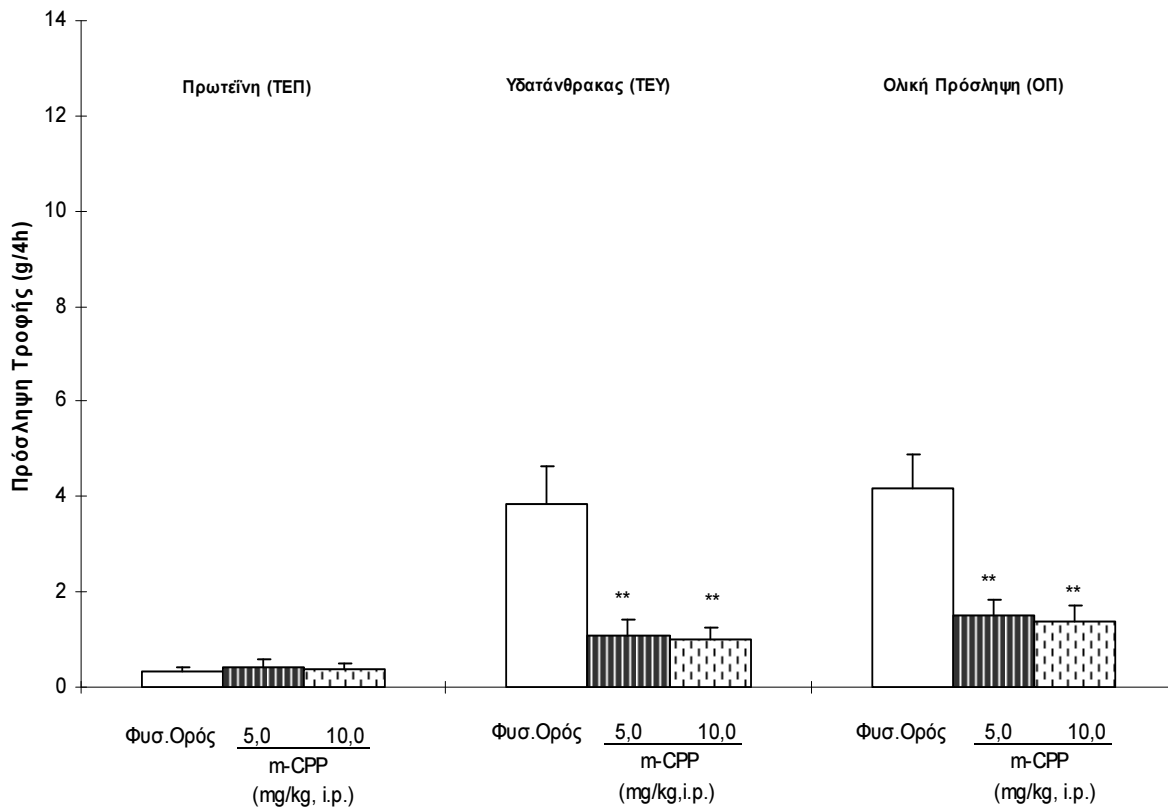 14
Πρωτεΐνη (ΤΕΠ) Υδατάνθρακας (ΤΕΥ) Ολική Πρόσληψη (ΟΠ)
12
10
8
6
4
2
0
Πρόσληψη Τροφής (g/4h)
** ** ** **
Φυσ.Ορός 5,0 10,0 Φυσ.Ορός 5,0 10,0 Φυσ.Ορός 5,0 10,0
m-CPP m-CPP m-CPP
(mg/kg, i.p.) (mg/kg,i.p.) (mg/kg, i.p.)